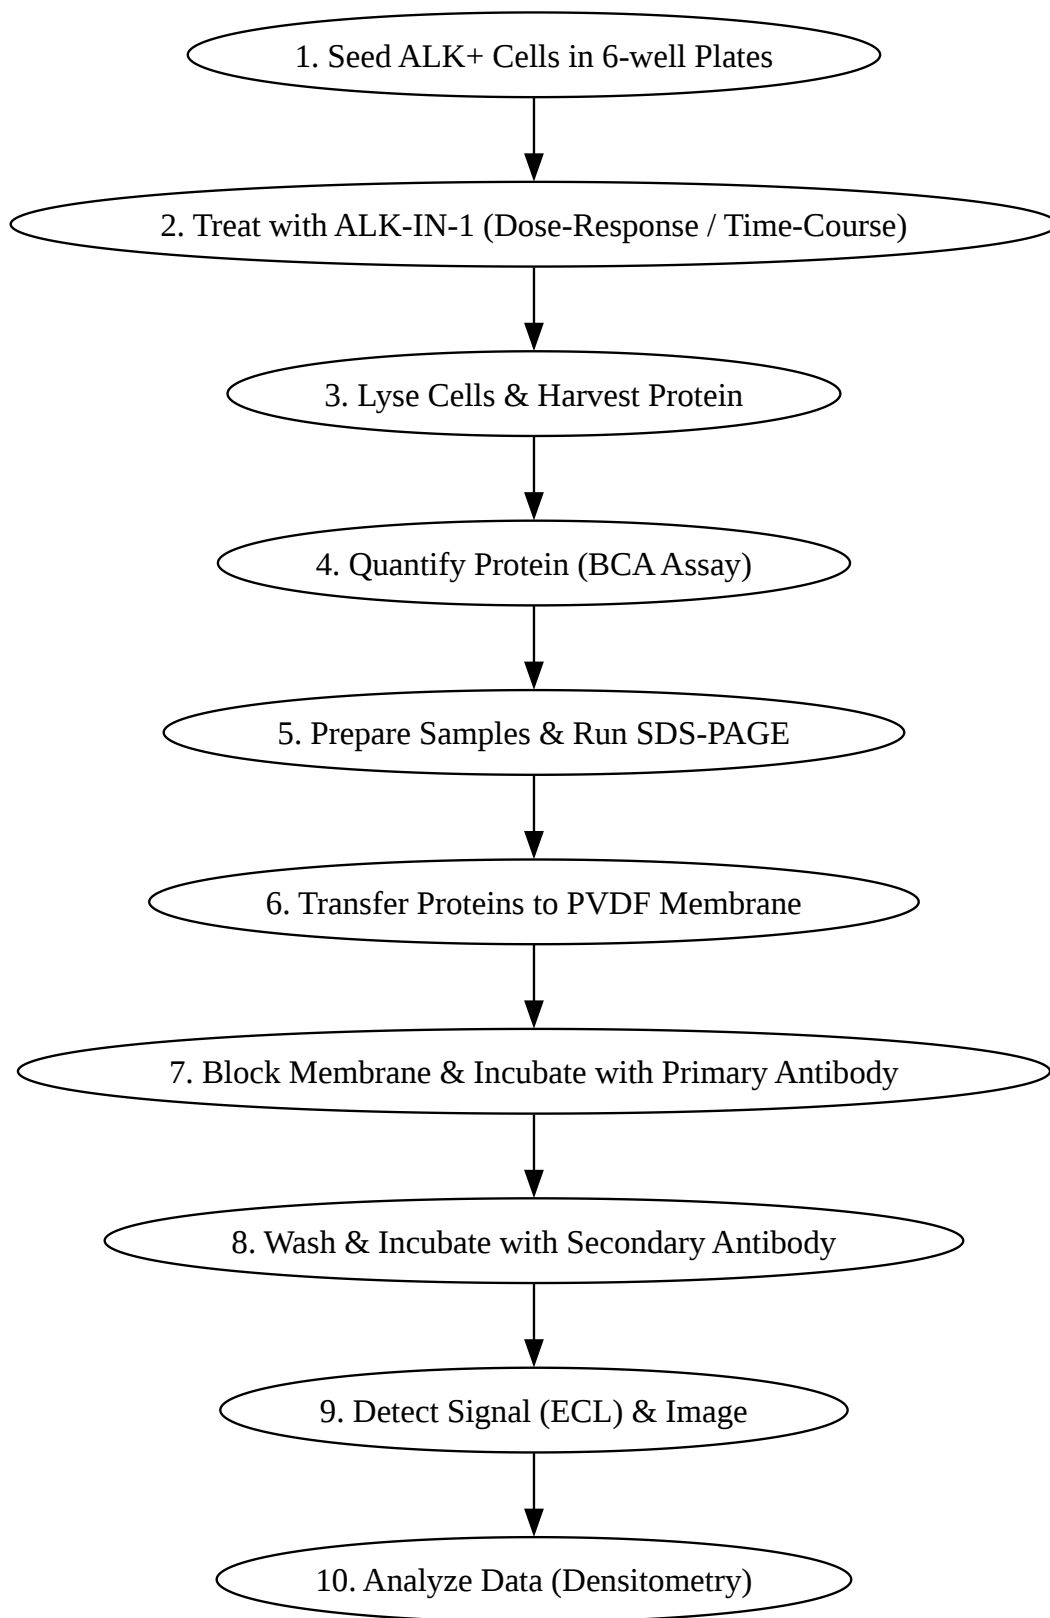 1. Seed ALK+ Cells in 6-well Plates
2. Treat with ALK-IN-1 (Dose-Response / Time-Course)
3. Lyse Cells & Harvest Protein
4. Quantify Protein (BCA Assay)
5. Prepare Samples & Run SDS-PAGE
6. Transfer Proteins to PVDF Membrane
7. Block Membrane & Incubate with Primary Antibody
8. Wash & Incubate with Secondary Antibody
9. Detect Signal (ECL) & Image
10. Analyze Data (Densitometry)